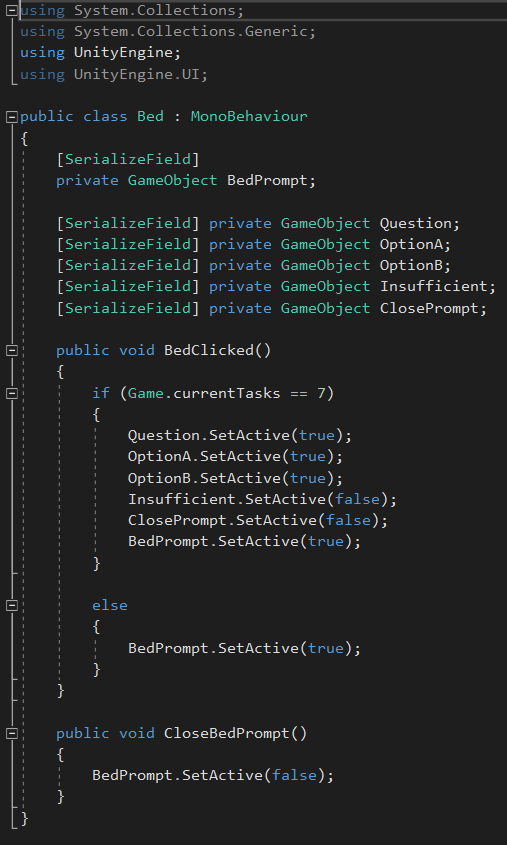 using System.Collections;
using System.Collections.Generic;
using UnityEngine;
using UnityEngine.UI;

public class Bed : MonoBehaviour
{
    [SerializeField]
    private GameObject BedPrompt;

    [SerializeField] private GameObject Question;
    [SerializeField] private GameObject OptionA;
    [SerializeField] private GameObject OptionB;
    [SerializeField] private GameObject Insufficient;
    [SerializeField] private GameObject ClosePrompt;

    public void BedClicked()
    {
        if (Game.currentTasks == 7)
        {
            Question.SetActive(true);
            OptionA.SetActive(true);
            OptionB.SetActive(true);
            Insufficient.SetActive(false);
            ClosePrompt.SetActive(false);
            BedPrompt.SetActive(true);
        }

        else
        {
            BedPrompt.SetActive(true);
        }
    }

    public void CloseBedPrompt()
    {
        BedPrompt.SetActive(false);
    }
}